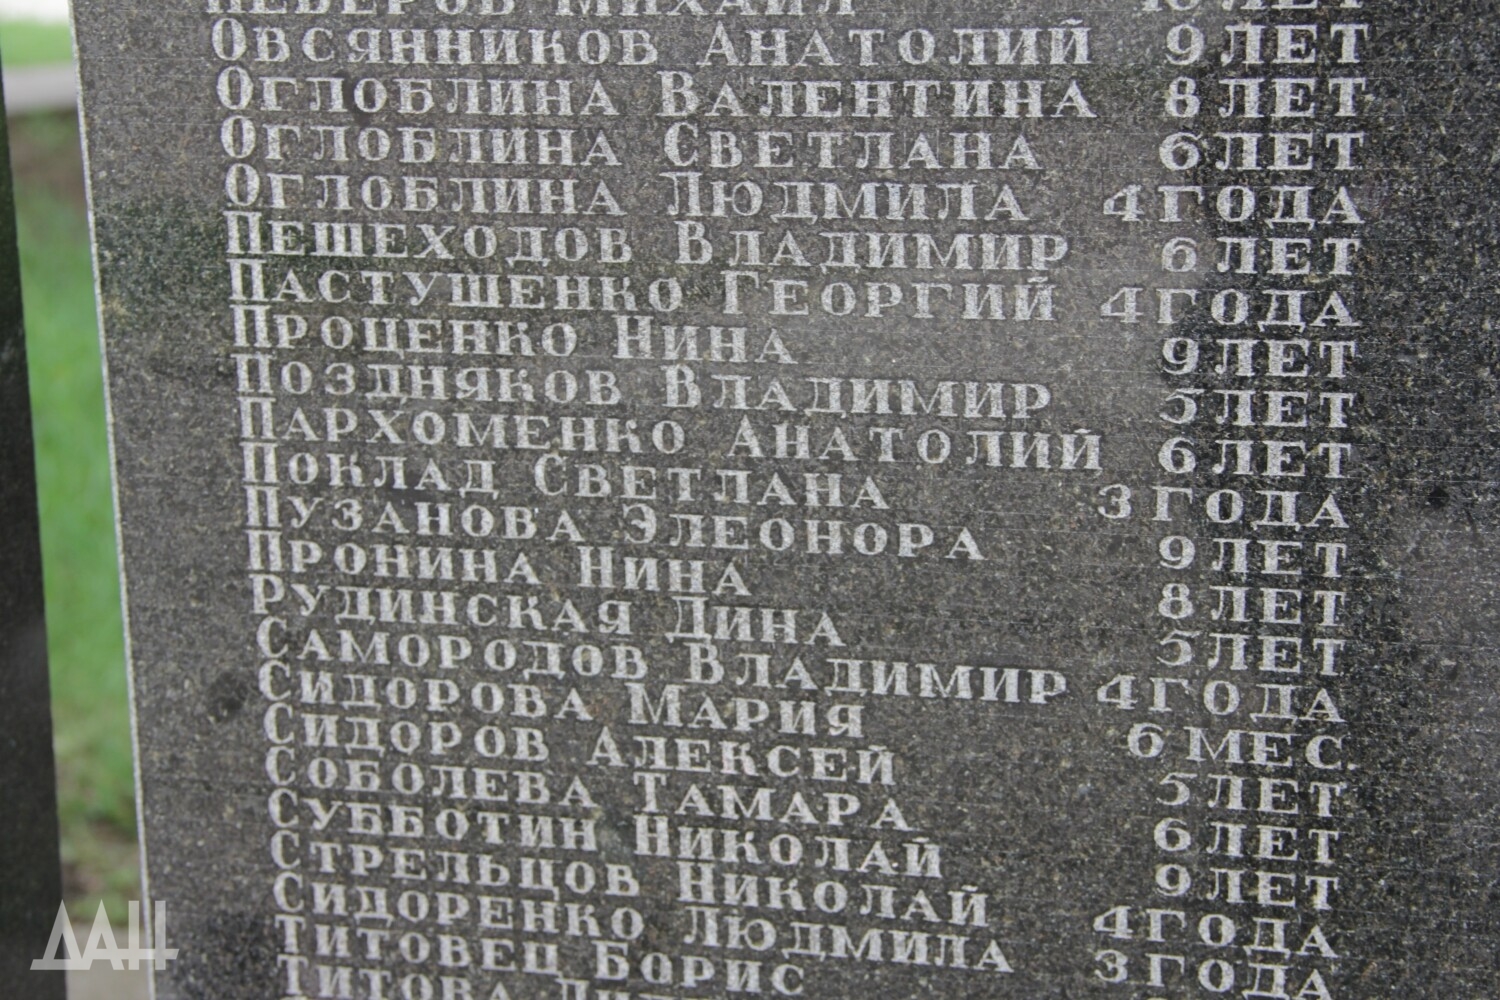 НЕВЕРОВ МИХАИЛ ЛЕТ
ОВСЯННИКОВ АНАТОЛИЙ 9 ЛЕТ
ОГЛОБЛИНА ВАЛЕНТИНА 8 ЛЕТ
ОГЛОБЛИНА СВЕТЛАНА 6 ЛЕТ
ОГЛОБЛИНА ЛЮДМИЛА 4 ГОДА
ПЕШЕХОДОВ ВЛАДИМИР 6 ЛЕТ
ПАСТУШЕНКО ГЕОРГИЙ 4 ГОДА
ПРОЦЕНКО НИНА 9 ЛЕТ
ПОЗДНЯКОВ ВЛАДИМИР 5 ЛЕТ
ПАРХОМЕНКО АНАТОЛИЙ 6 ЛЕТ
ПОКЛАД СВЕТЛАНА 3 ГОДА
ПУЗАНОВА ЭЛЕОНОРА 9 ЛЕТ
ПРОНИНА НИНА 8 ЛЕТ
РУДИНСКАЯ ДИНА 5 ЛЕТ
САМОРОДОВ ВЛАДИМИР 4 ГОДА
СИДОРОВА МАРИЯ 6 МЕС.
СИДОРОВ АЛЕКСЕЙ 5 ЛЕТ
СОБОЛЕВА ТАМАРА 6 ЛЕТ
СУББОТИН НИКОЛАЙ 9 ЛЕТ
СТРЕЛЬЦОВ НИКОЛАЙ 4 ГОДА
СИДОРЕНКО ЛЮДМИЛА 3 ГОДА
ТИТОВЕЦ БОРИС
ТИТОВА
ДАН